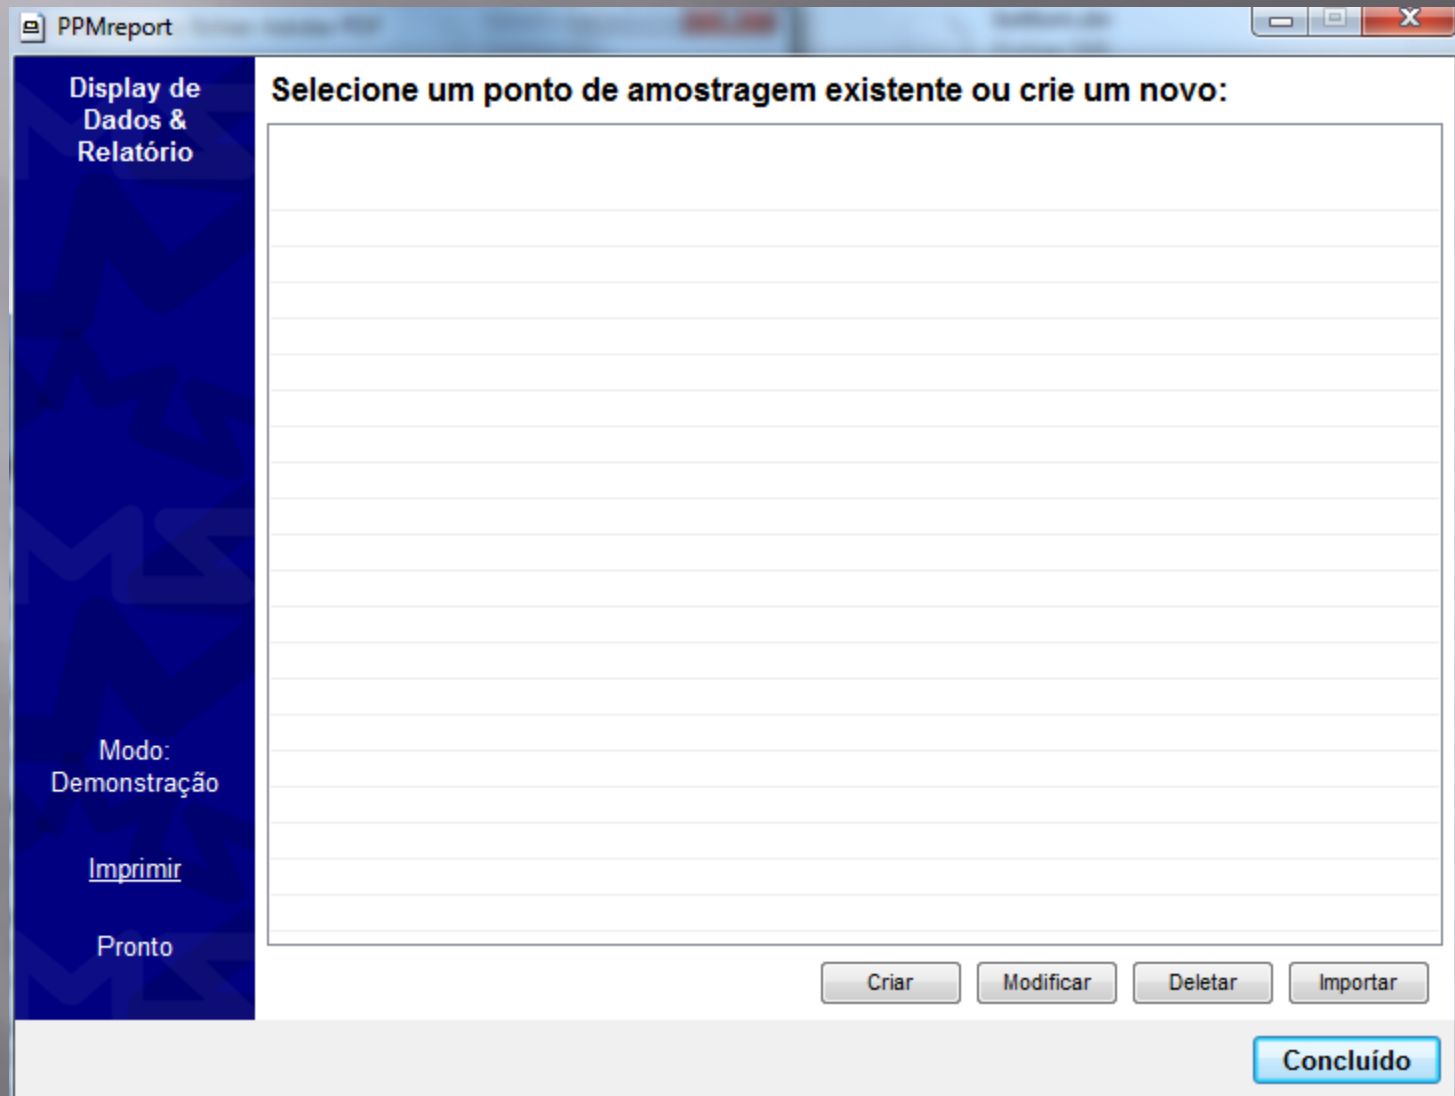 PPMreport
Display de
Dados &
Relatório
Selecione um ponto de amostragem existente ou crie um novo:
Modo:
Demonstração
Imprimir
Pronto
Criar
Modificar
Deletar
Importar
Concluído